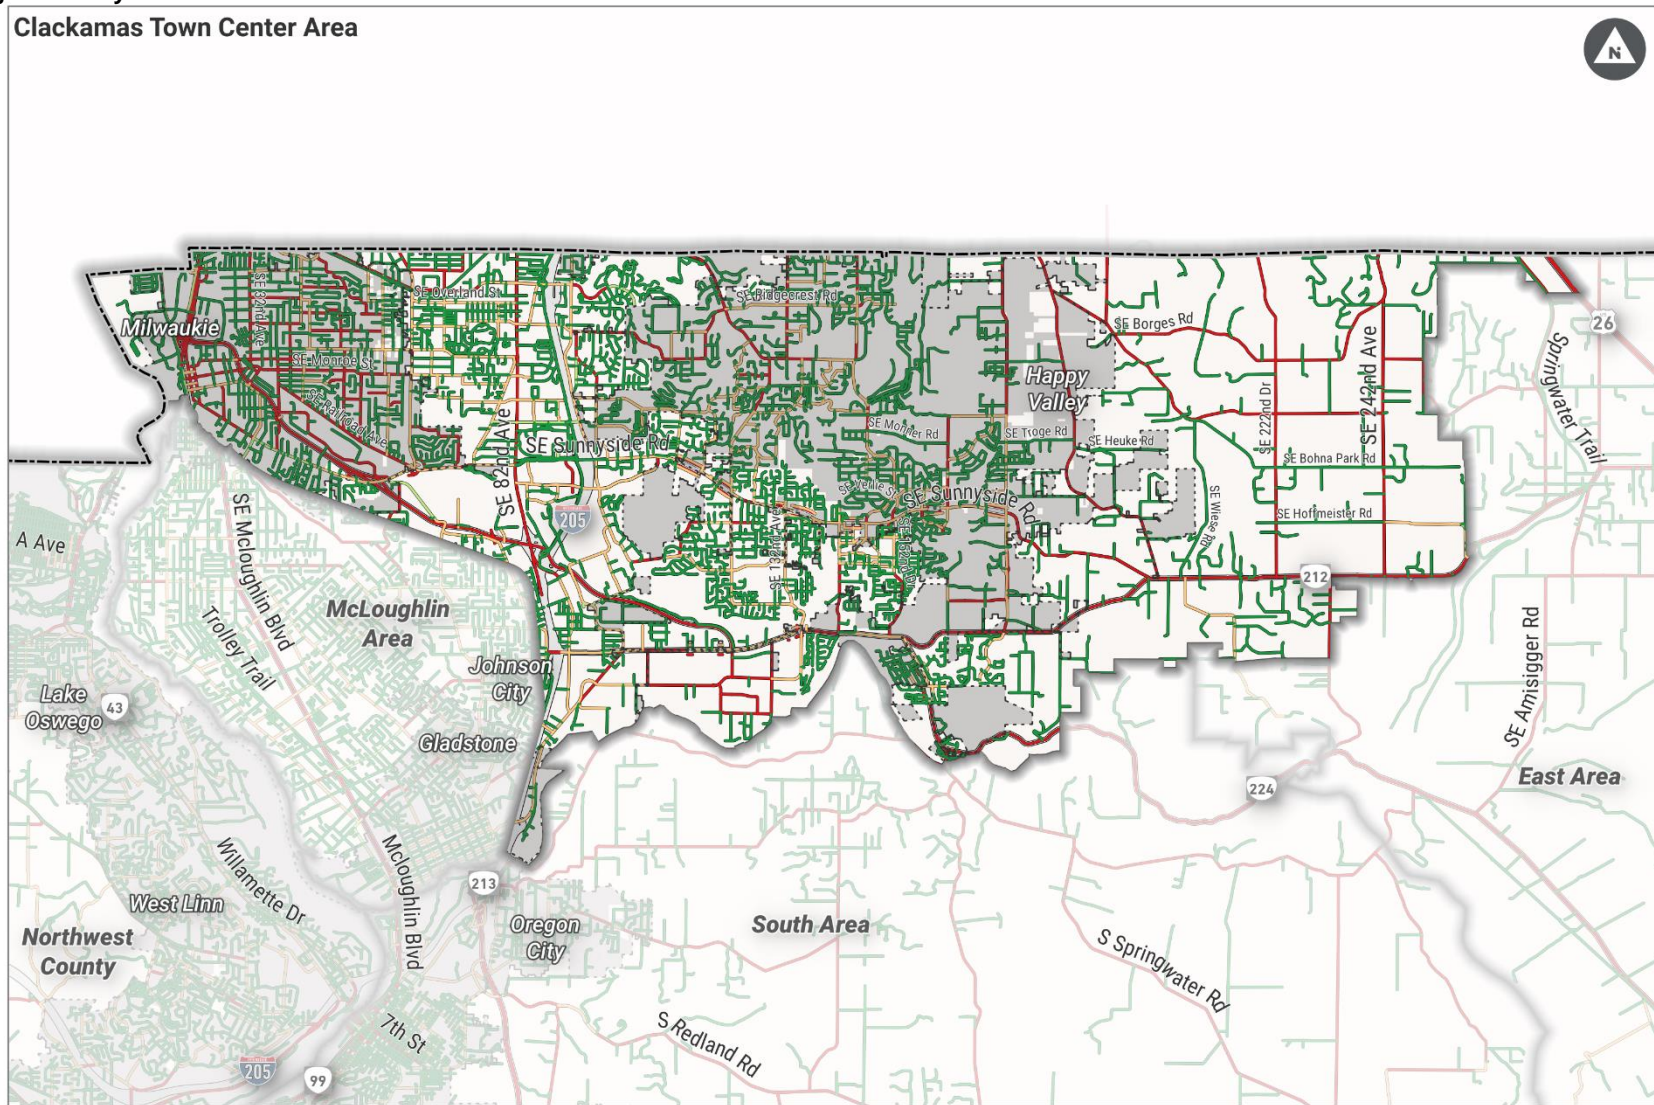 Clackamas Town Center Area
N
SE Overland St
SE 32nd Ave
SE Ridgecrest Rd
Milwaukie
SE Monroe St
SE Railroad Ave
SE Borges Rd
26
Springwater Trail
Happy
Valley
SE 222nd Dr
SE 242nd Ave
SE 82nd Ave
SE Sunnyside Rd
SE Monner Rd
SE Troge Rd
SE Heuke Rd
SE Bohna Park Rd
SE Sunnyside Rd
SE 132nd Ave
SE Wiese Rd
SE Hoffmeister Rd
205
A Ave
SE Mcloughlin Blvd
212
McLoughlin
Area
Trolley Trail
Johnson
City
Lake
Oswego
43
Gladstone
SE Amisigger Rd
224
East Area
Willamette Dr
Mcloughlin Blvd
213
West Linn
Northwest
County
Oregon
City
South Area
S Springwater Rd
7th St
S Redland Rd
205
99